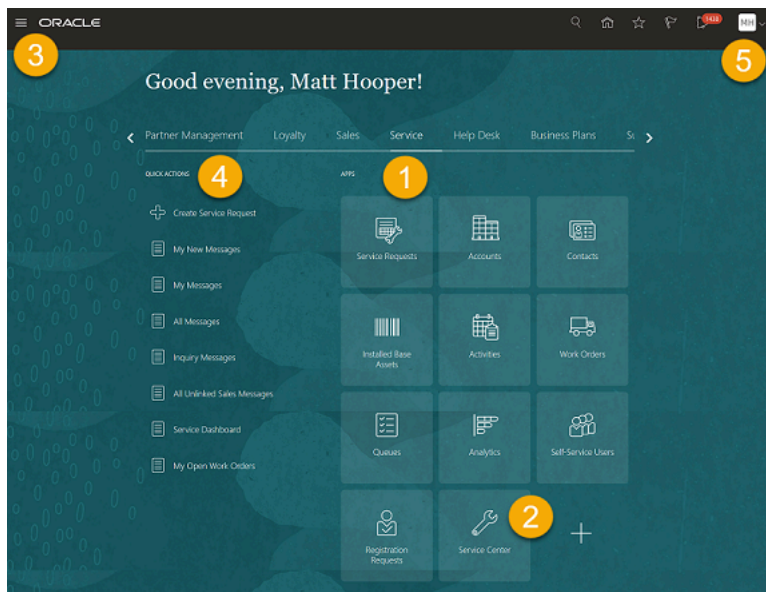 ORACLE
1438
MH
3
5
Good evening, Matt Hooper!
Partner Management Loyalty Sales Service Help Desk Business Plans
QUICK ACTIONS
4
APPS
1
Create Service Request
My New Messages
My Messages
All Messages
Inquiry Messages
All Unlinked Sales Messages
Service Dashboard
My Open Work Orders
Service Requests
Accounts
Contacts
Installed Base
Assets
Activities
Work Orders
Queues
Analytics
Self-Service Users
Registration
Requests
Service Center
2